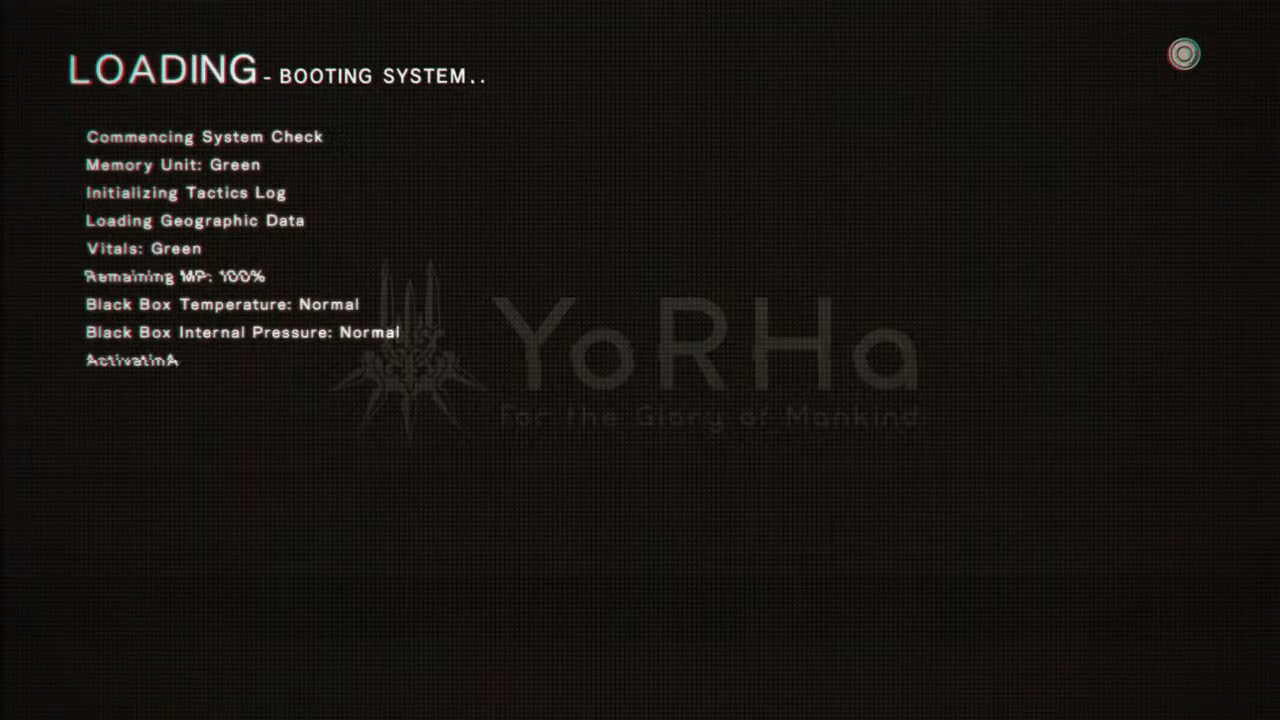 LOADING - BOOTING SYSTEM..
Commencing System Check
Memory Unit: Green
Initializing Tactics Log
Loading Geographic Data
Vitals: Green
Remaining MP: 100%
Black Box Temperature: Normal
Black Box Internal Pressure: Normal
ActivatinA
YoRHa
For the Glory of Mankind